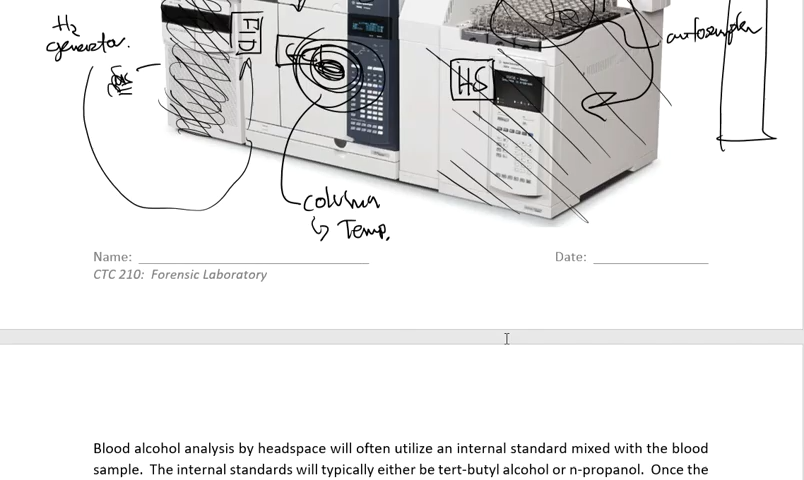 H2
generator.
FID
HS
autosampler
column
↳ Temp.
Name: ____________________ Date: __________
CTC 210: Forensic Laboratory
Blood alcohol analysis by headspace will often utilize an internal standard mixed with the blood
sample. The internal standards will typically either be tert-butyl alcohol or n-propanol. Once the